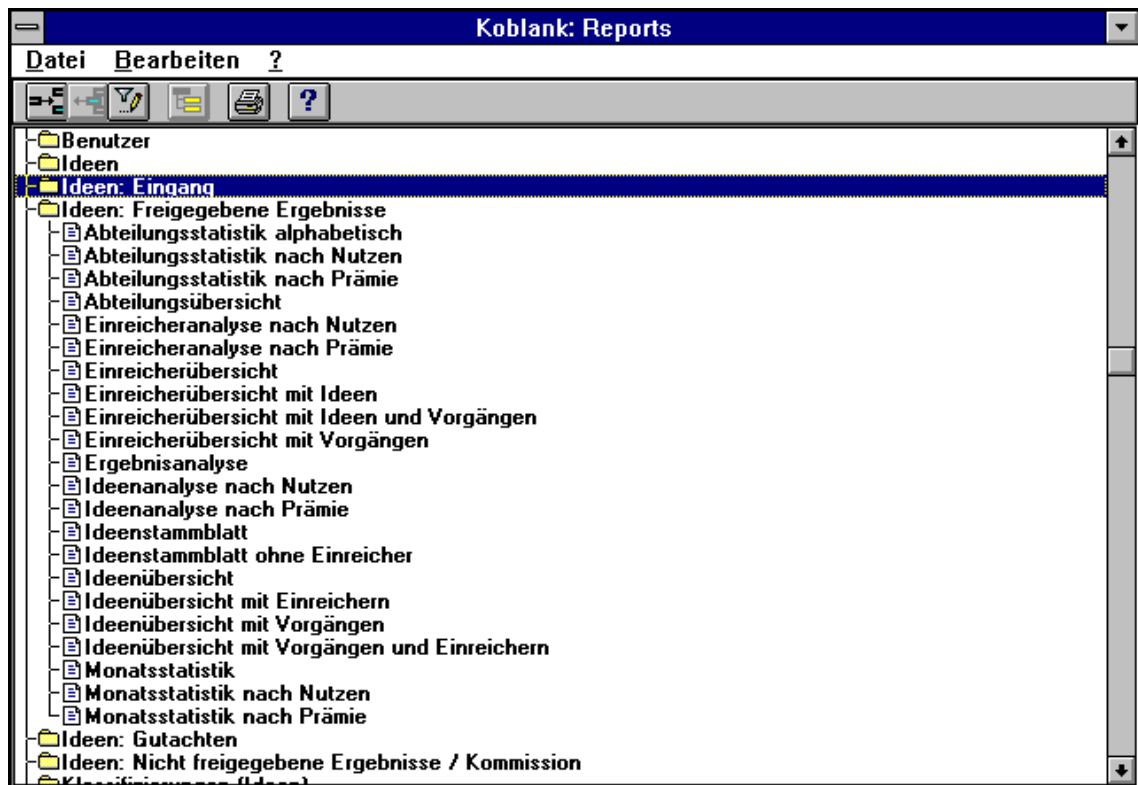 Koblank: Reports
Datei Bearbeiten ?
?
Benutzer
Ideen
Ideen: Eingang
Ideen: Freigegebene Ergebnisse
Abteilungsstatistik alphabetisch
Abteilungsstatistik nach Nutzen
Abteilungsstatistik nach Prämie
Abteilungsübersicht
Einreicheranalyse nach Nutzen
Einreicheranalyse nach Prämie
Einreicherübersicht
Einreicherübersicht mit Ideen
Einreicherübersicht mit Ideen und Vorgängen
Einreicherübersicht mit Vorgängen
Ergebnisanalyse
Ideenanalyse nach Nutzen
Ideenanalyse nach Prämie
Ideenstammblatt
Ideenstammblatt ohne Einreicher
Ideenübersicht
Ideenübersicht mit Einreichern
Ideenübersicht mit Vorgängen
Ideenübersicht mit Vorgängen und Einreichern
Monatsstatistik
Monatsstatistik nach Nutzen
Monatsstatistik nach Prämie
Ideen: Gutachten
Ideen: Nicht freigegebene Ergebnisse / Kommission
Klassifizierungen (Ideen)